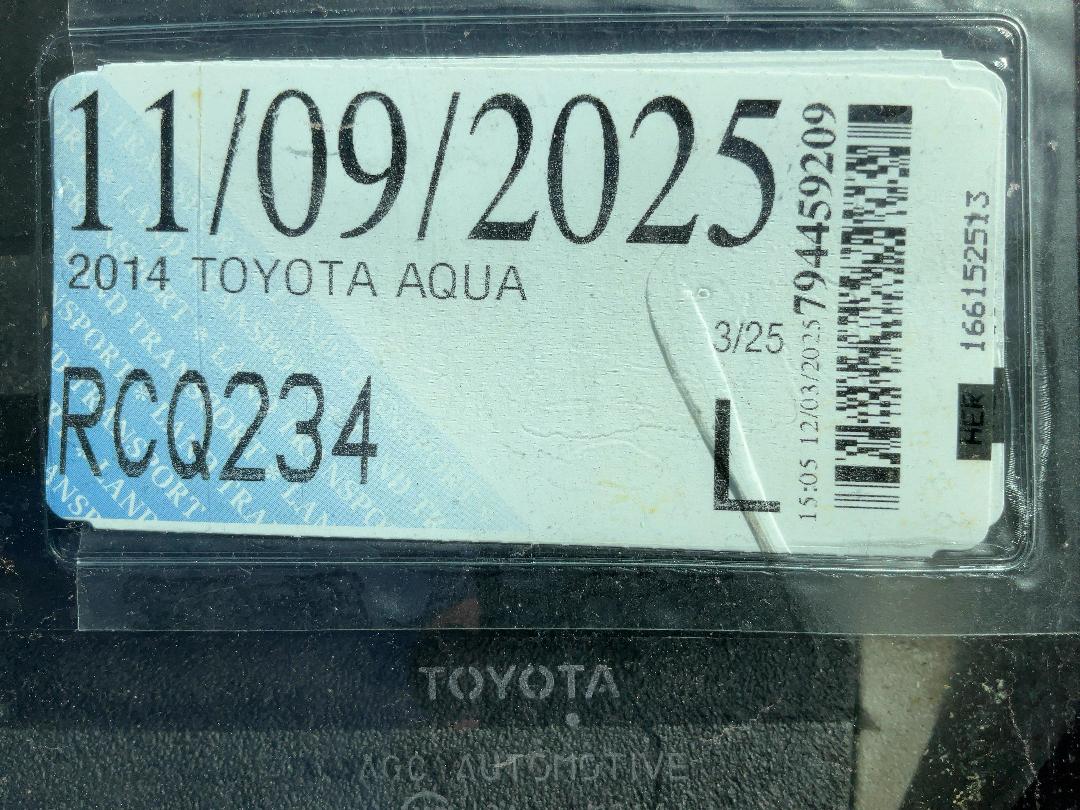 11/09/2025
2014 TOYOTA AQUA
3/25
RCQ234
L
15:05 12/03/2025 794459209
1661525113
HER
TOYOTA
AGC AUTOMOTIVE